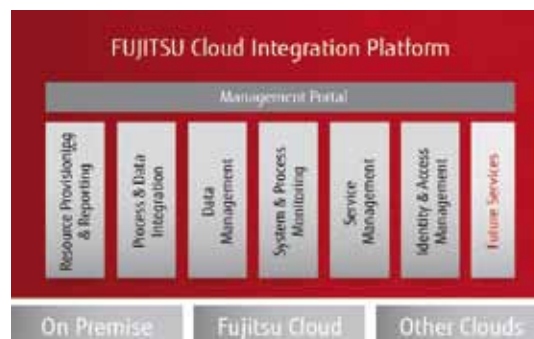 FUJITSU Cloud Integration Platform
Management Portal
Resource Provisioning
& Reporting
Process & Data
Integration
Data
Management
System & Process
Monitoring
Service
Management
Identity & Access
Management
Future Services
On Premise
Fujitsu Cloud
Other Clouds